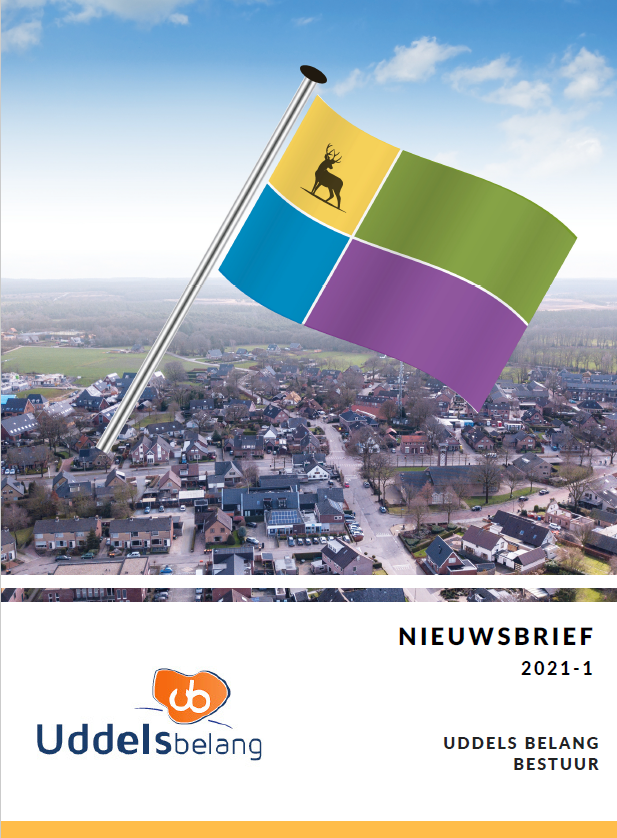 NIEUWSBRIEF
2021-1
ub
Uddelsbelang
UDDELS BELANG
BESTUUR